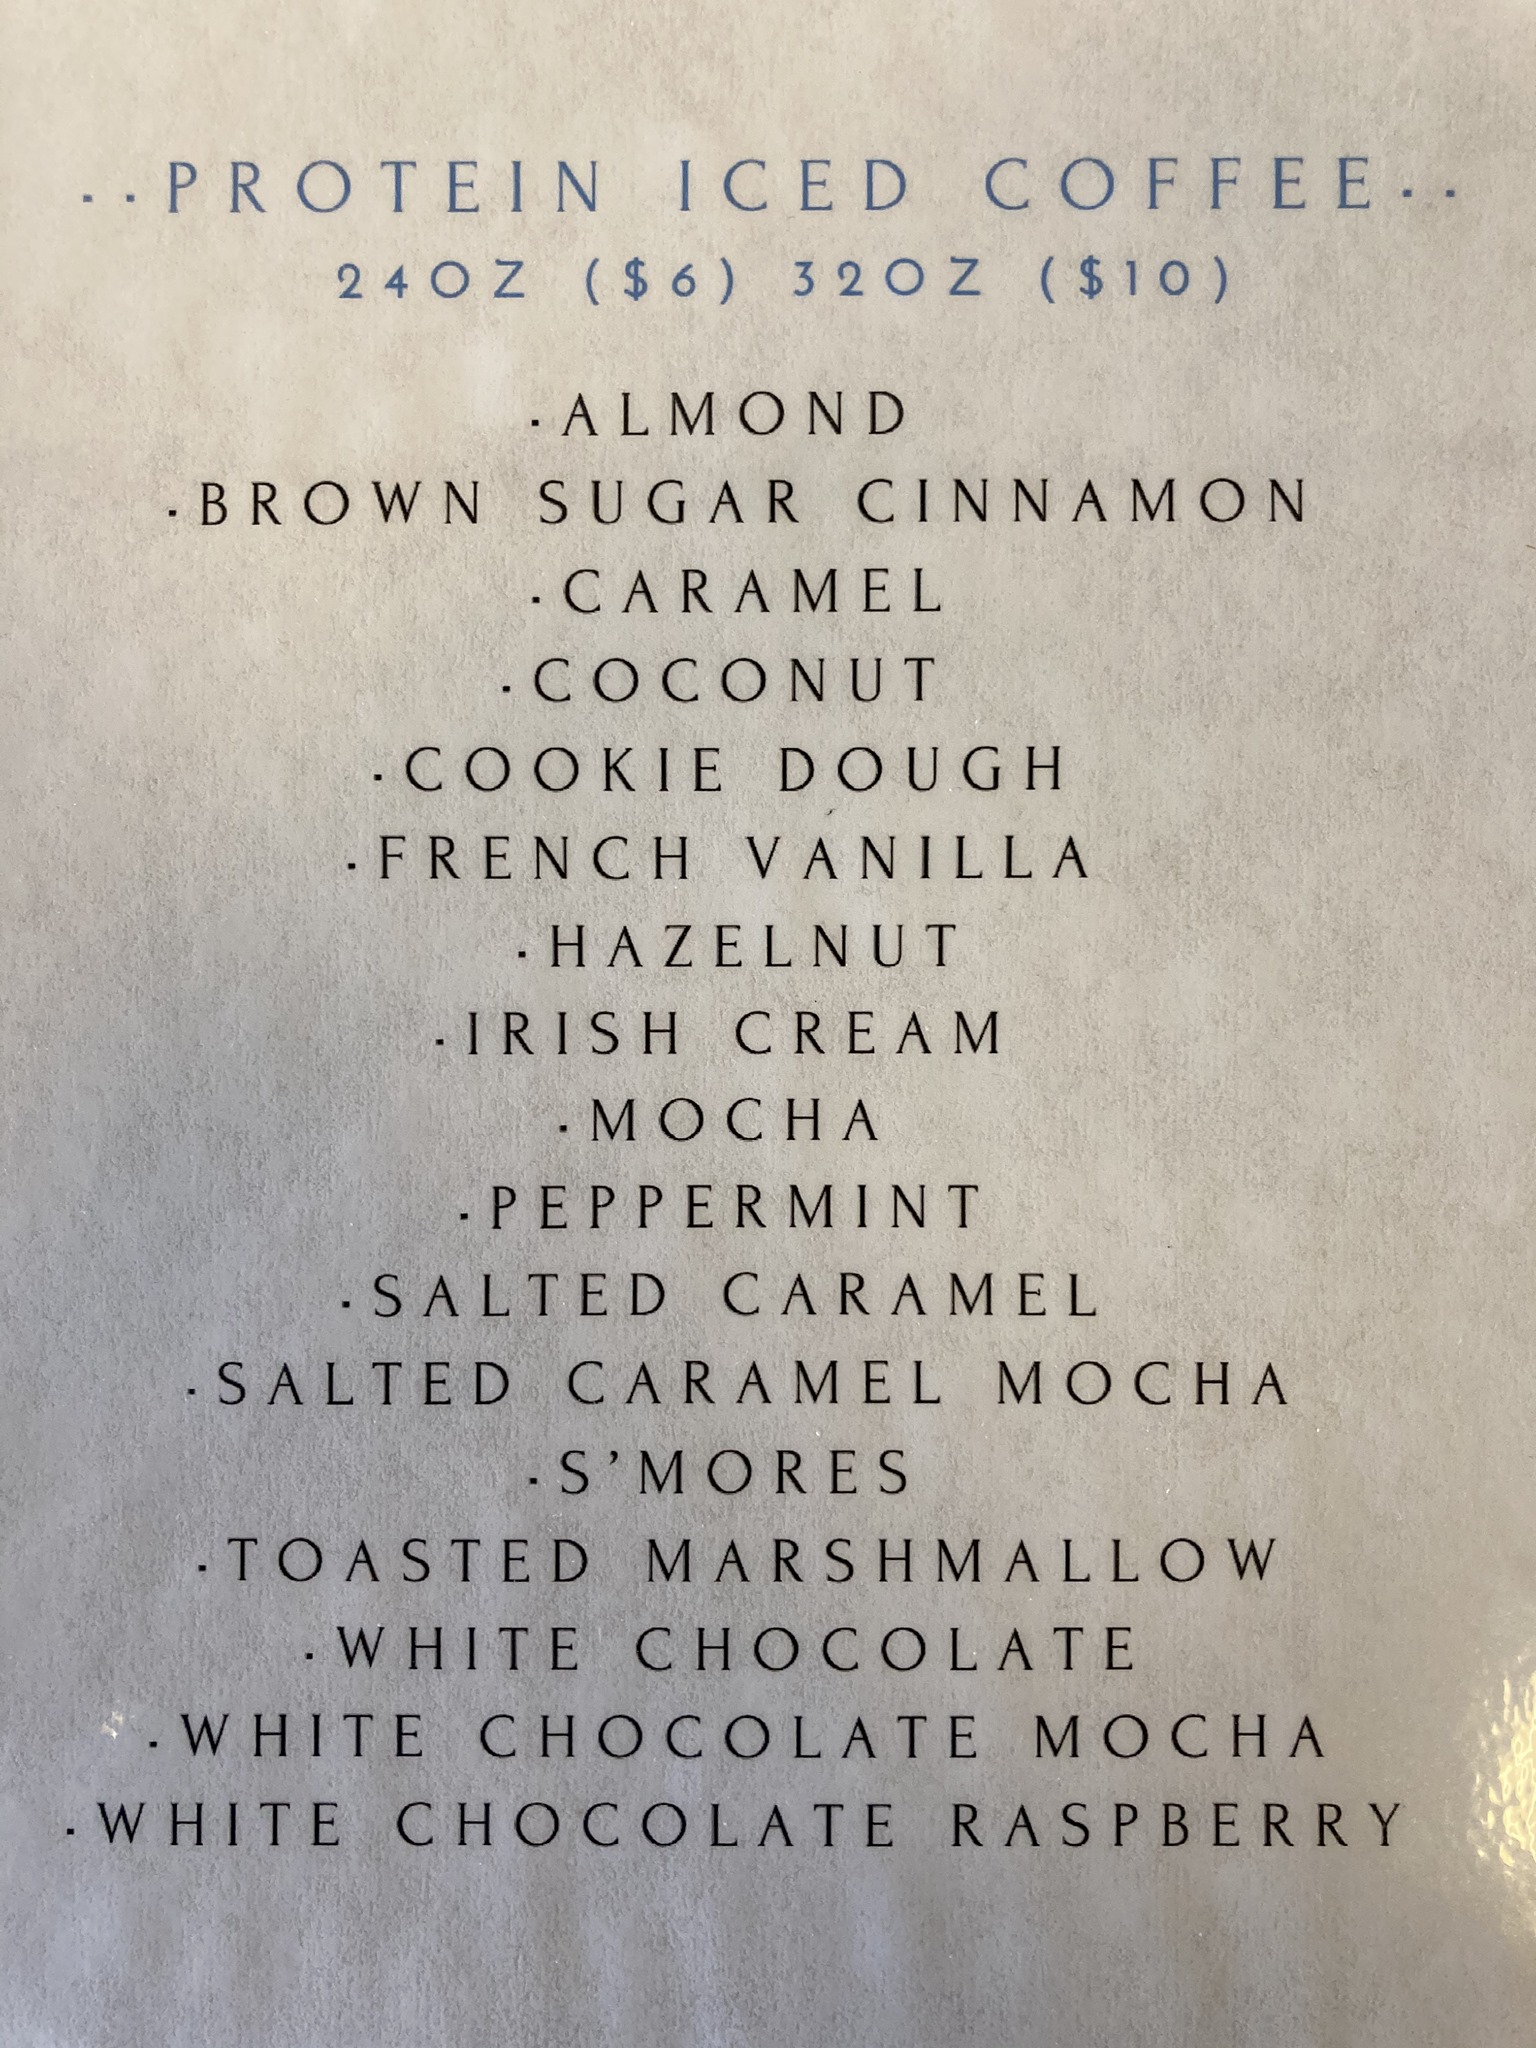 ··PROTEIN ICED COFFEE··
24OZ ($6) 32OZ ($10)
·ALMOND
·BROWN SUGAR CINNAMON
·CARAMEL
·COCONUT
·COOKIE DOUGH
·FRENCH VANILLA
·HAZELNUT
·IRISH CREAM
·MOCHA
·PEPPERMINT
·SALTED CARAMEL
·SALTED CARAMEL MOCHA
·S’MORES
·TOASTED MARSHMALLOW
·WHITE CHOCOLATE
·WHITE CHOCOLATE MOCHA
·WHITE CHOCOLATE RASPBERRY